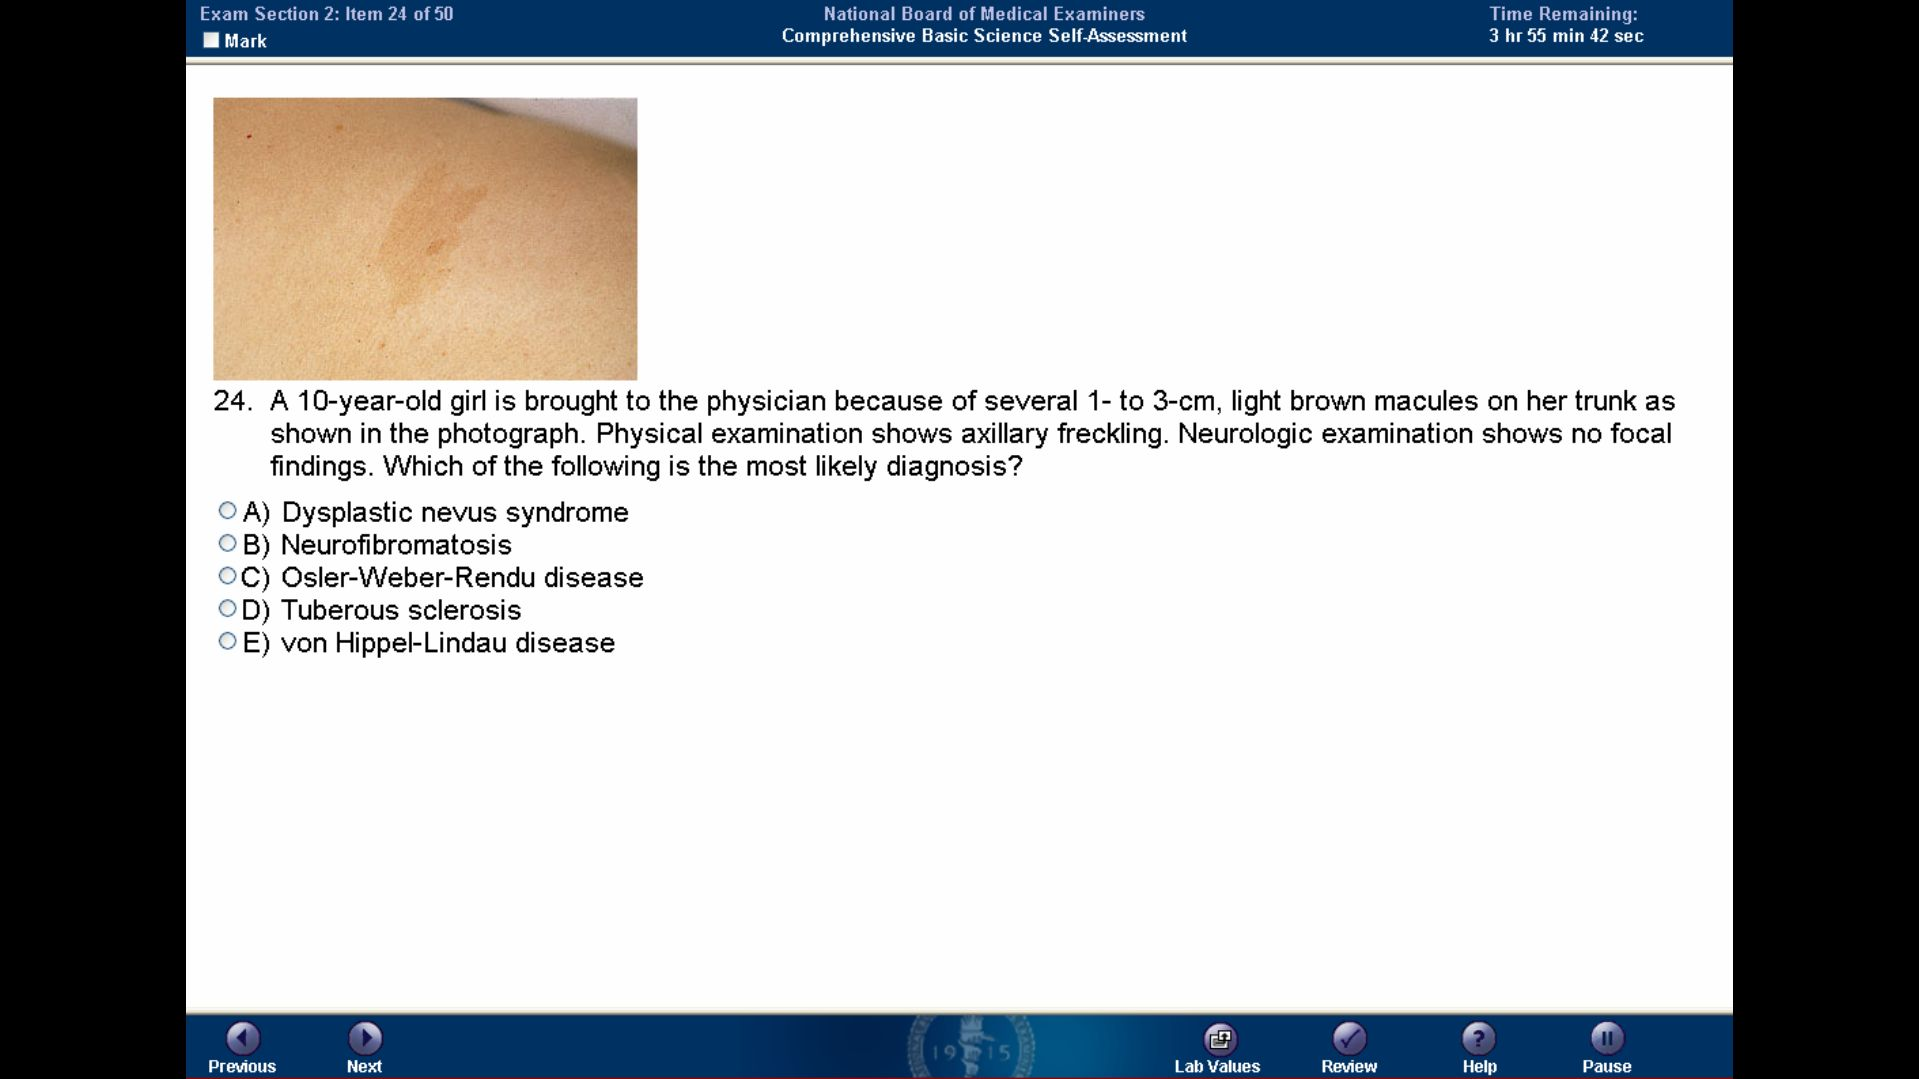 Exam Section 2: Item 24 of 50
Mark
National Board of Medical Examiners
Comprehensive Basic Science Self-Assessment
Time Remaining:
3 hr 55 min 42 sec
24. A 10-year-old girl is brought to the physician because of several 1- to 3-cm, light brown macules on her trunk as
shown in the photograph. Physical examination shows axillary freckling. Neurologic examination shows no focal
findings. Which of the following is the most likely diagnosis?
A) Dysplastic nevus syndrome
B) Neurofibromatosis
C) Osler-Weber-Rendu disease
D) Tuberous sclerosis
E) von Hippel-Lindau disease
1915
Previous
Next
Lab Values
Review
Help
Pause